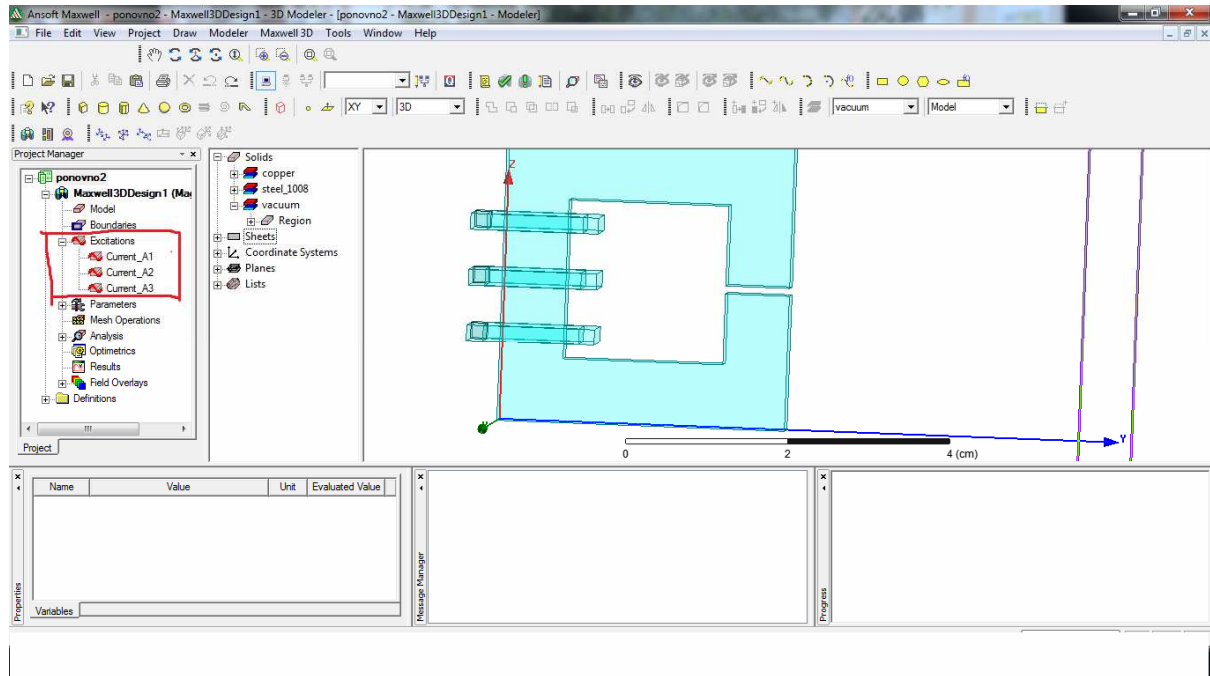 Ansoft Maxwell - ponovno2 - Maxwell3DDesign1 - 3D Modeler - [ponovno2 - Maxwell3DDesign1 - Modeler]
File Edit View Project Draw Modeler Maxwell 3D Tools Window Help
XY 3D vacuum Model
Project Manager
ponovno2
Maxwell3DDesign1 (Ma
Model
Boundaries
Excitations
Current_A1
Current_A2
Current_A3
Parameters
Mesh Operations
Analysis
Optimetrics
Results
Field Overlays
Definitions
Project
Solids
copper
steel_1008
vacuum
Region
Sheets
Coordinate Systems
Planes
Lists
Z
Y
0 2 4 (cm)
Name Value Unit Evaluated Value
Variables
Properties
Message Manager
Progress